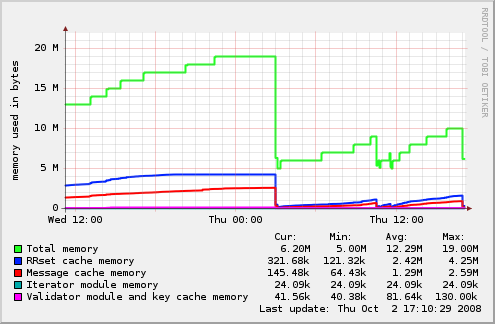 RRDTOOL / TOBI OETIKER
memory used in bytes
20 M
15 M
10 M
5 M
0
Wed 12:00 Thu 00:00 Thu 12:00
Cur: Min: Avg: Max:
Total memory 6.20M 5.00M 12.29M 19.00M
RRset cache memory 321.68k 121.32k 2.42M 4.25M
Message cache memory 145.48k 64.43k 1.29M 2.59M
Iterator module memory 24.09k 24.09k 24.09k 24.09k
Validator module and key cache memory 41.56k 40.38k 81.64k 130.00k
Last update: Thu Oct 2 17:10:29 2008